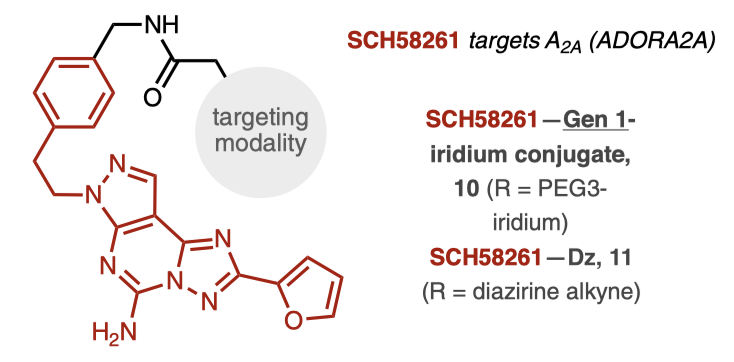 NH
O
targeting
modality
N
N
N
N
N
N
O
H2N
SCH58261 targets A2A (ADORA2A)
SCH58261—Gen 1-
iridium conjugate,
10 (R = PEG3-
iridium)
SCH58261—Dz, 11
(R = diazirine alkyne)